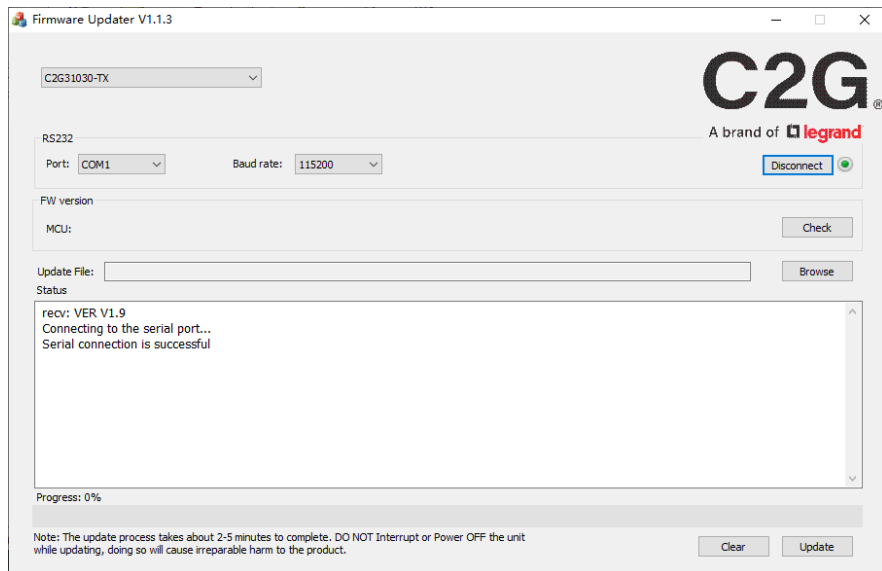 Firmware Updater V1.1.3
C2G31030-TX
C2G®
A brand of legrand
RS232
Port: COM1 Baud rate: 115200 Disconnect
FW version
MCU: Check
Update File: Browse
Status
recv: VER V1.9
Connecting to the serial port...
Serial connection is successful
Progress: 0%
Note: The update process takes about 2-5 minutes to complete. DO NOT Interrupt or Power OFF the unit
while updating, doing so will cause irreparable harm to the product.
Clear Update